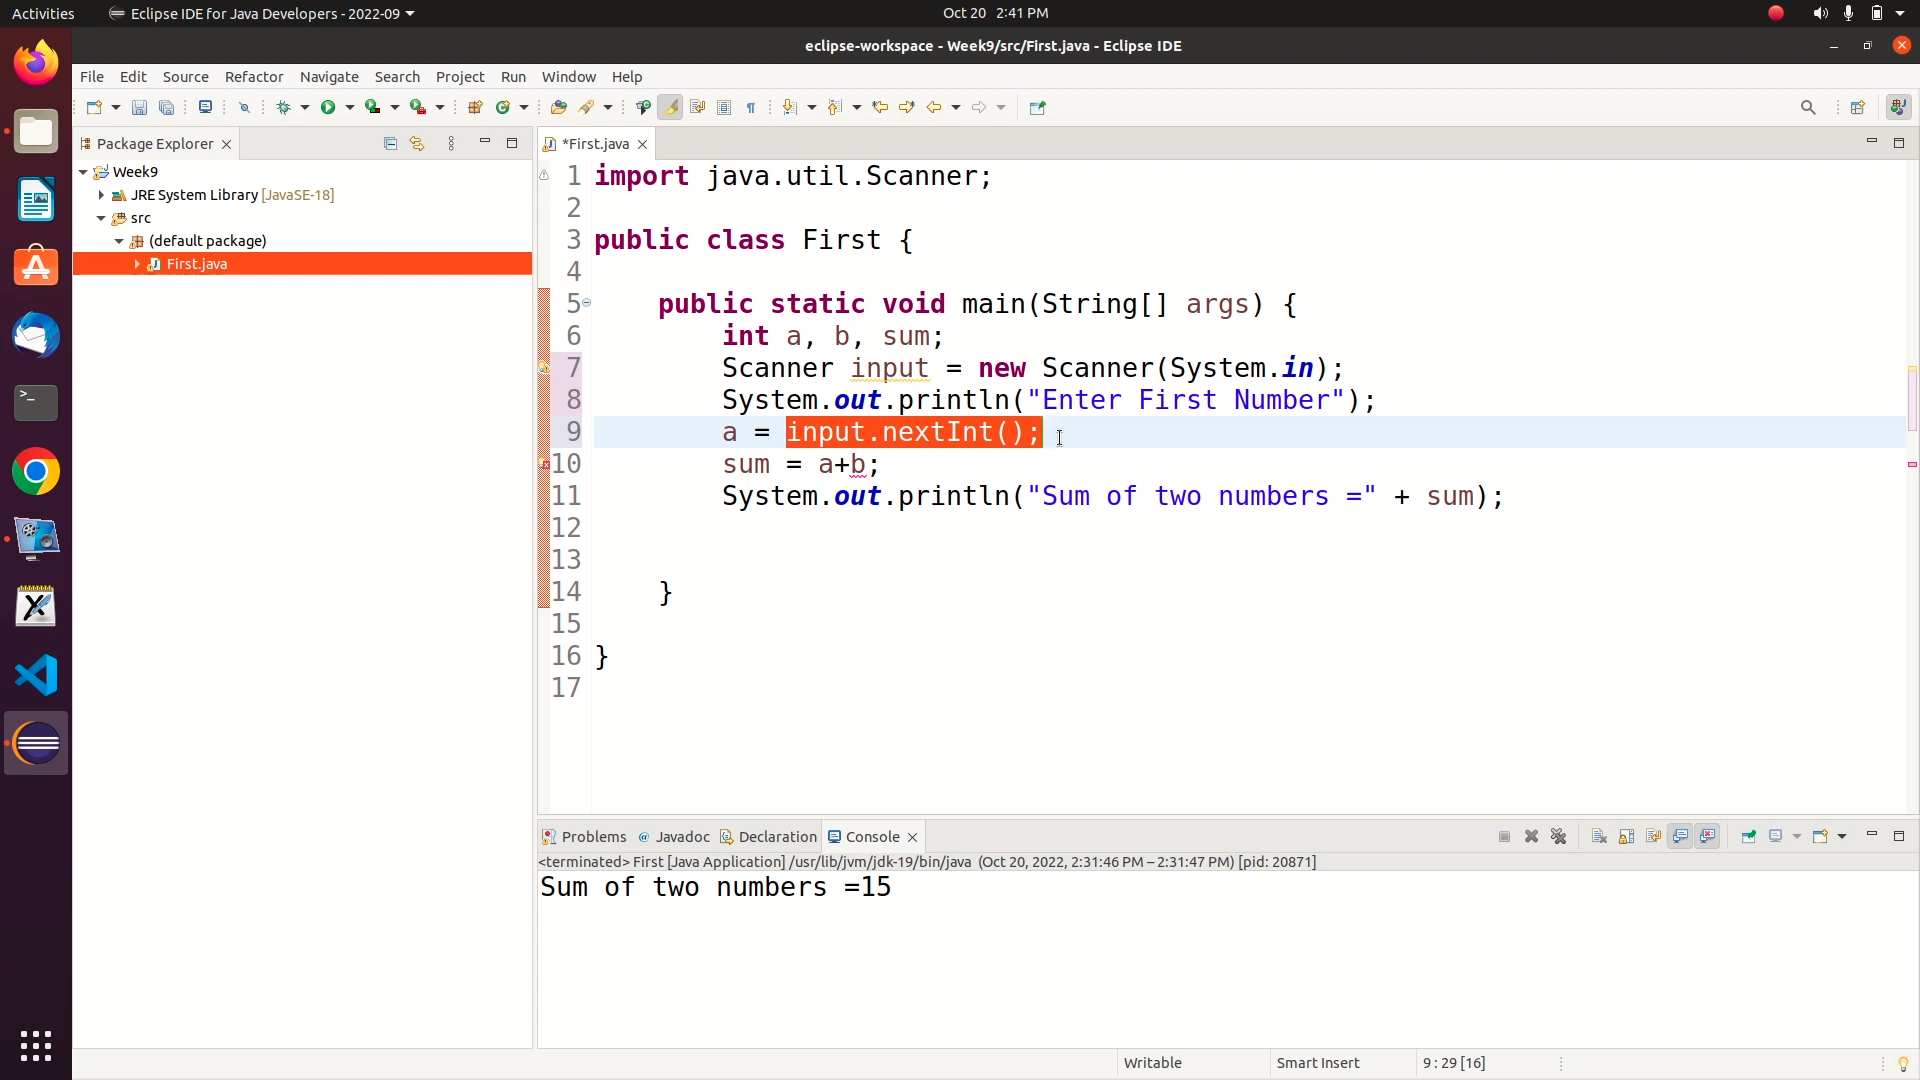 Activities Eclipse IDE for Java Developers - 2022-09 Oct 20 2:41 PM
eclipse-workspace - Week9/src/First.java - Eclipse IDE
File Edit Source Refactor Navigate Search Project Run Window Help
Package Explorer *First.java
Week9
JRE System Library [JavaSE-18]
src
(default package)
First.java
1 import java.util.Scanner;
2
3 public class First {
4
5 public static void main(String[] args) {
6 int a, b, sum;
7 Scanner input = new Scanner(System.in);
8 System.out.println("Enter First Number");
9 a = input.nextInt();
10 sum = a+b;
11 System.out.println("Sum of two numbers =" + sum);
12
13
14 }
15
16 }
17
Problems Javadoc Declaration Console
<terminated> First [Java Application] /usr/lib/jvm/jdk-19/bin/java (Oct 20, 2022, 2:31:46 PM – 2:31:47 PM) [pid: 20871]
Sum of two numbers =15
Writable Smart Insert 9 : 29 [16]